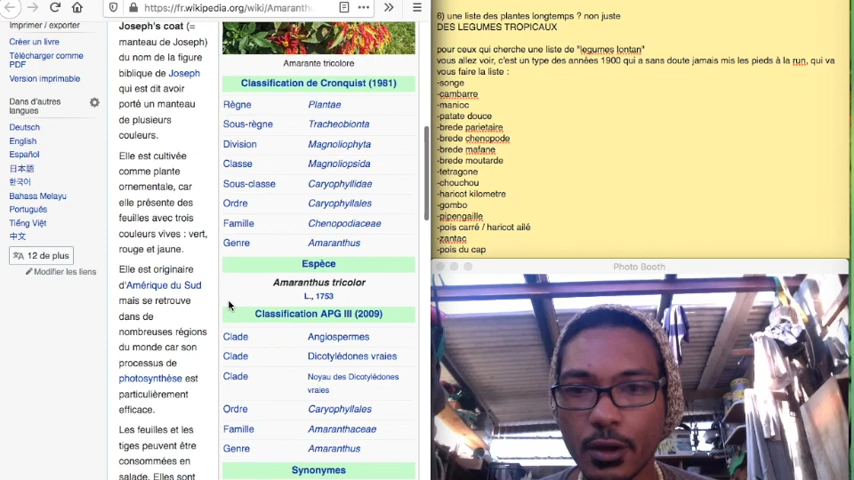 https://fr.wikipedia.org/wiki/Amarant
Imprimer / exporter
Créer un livre
Télécharger comme
PDF
Version imprimable
Dans d'autres
langues
Deutsch
English
Español
日本語
한국어
Bahasa Melayu
Português
Tiếng Việt
中文
12 de plus
Modifier les liens
Joseph's coat (=
manteau de Joseph)
du nom de la figure
biblique de Joseph
qui est dit avoir
porté un manteau
de plusieurs
couleurs.
Elle est cultivée
comme plante
ornementale, car
elle présente des
feuilles avec trois
couleurs vives : vert,
rouge et jaune.
Elle est originaire
d'Amérique du Sud
mais se retrouve
dans de
nombreuses régions
du monde car son
processus de
photosynthèse est
particulièrement
efficace.
Les feuilles et les
tiges peuvent être
consommées en
salade. Elles sont
Amarante tricolore
Classification de Cronquist (1981)
Règne Plantae
Sous-règne Tracheobionta
Division Magnoliophyta
Classe Magnoliopsida
Sous-classe Caryophyllidae
Ordre Caryophyllales
Famille Chenopodiaceae
Genre Amaranthus
Espèce
Amaranthus tricolor
L., 1753
Classification APG III (2009)
Clade Angiospermes
Clade Dicotylédones vraies
Clade Noyau des Dicotylédones
vraies
Ordre Caryophyllales
Famille Amaranthaceae
Genre Amaranthus
Synonymes
6) une liste des plantes longtemps ? non juste
DES LEGUMES TROPICAUX
pour ceux qui cherche une liste de "legumes lontan"
vous allez voir, c'est un type des années 1900 qui a sans doute jamais mis les pieds à la run, qui va
vous faire la liste :
-songe
-cambarre
-manioc
-patate douce
-brede parietaire
-brede chenopode
-brede mafane
-brede moutarde
-tetragone
-chouchou
-haricot kilometre
-gombo
-pipengaille
-pois carré / haricot ailé
-zantac
-pois du cap
Photo Booth